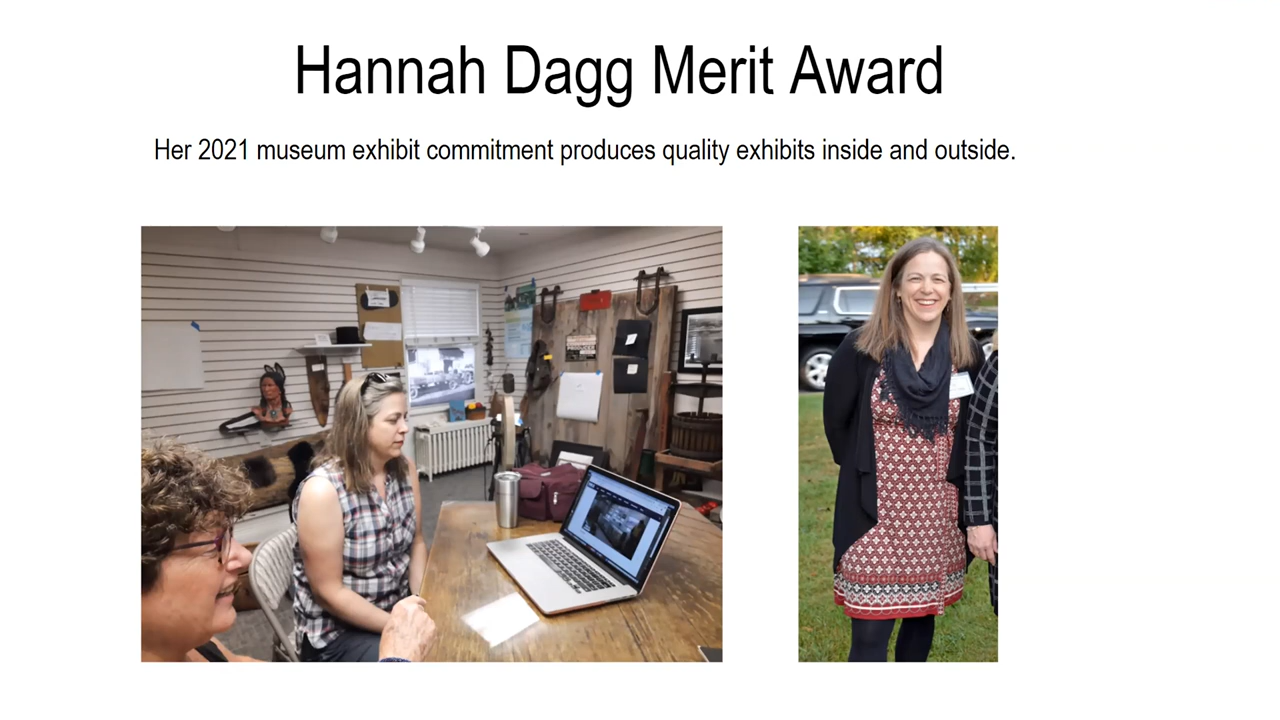 Hannah Dagg Merit Award
Her 2021 museum exhibit commitment produces quality exhibits inside and outside.